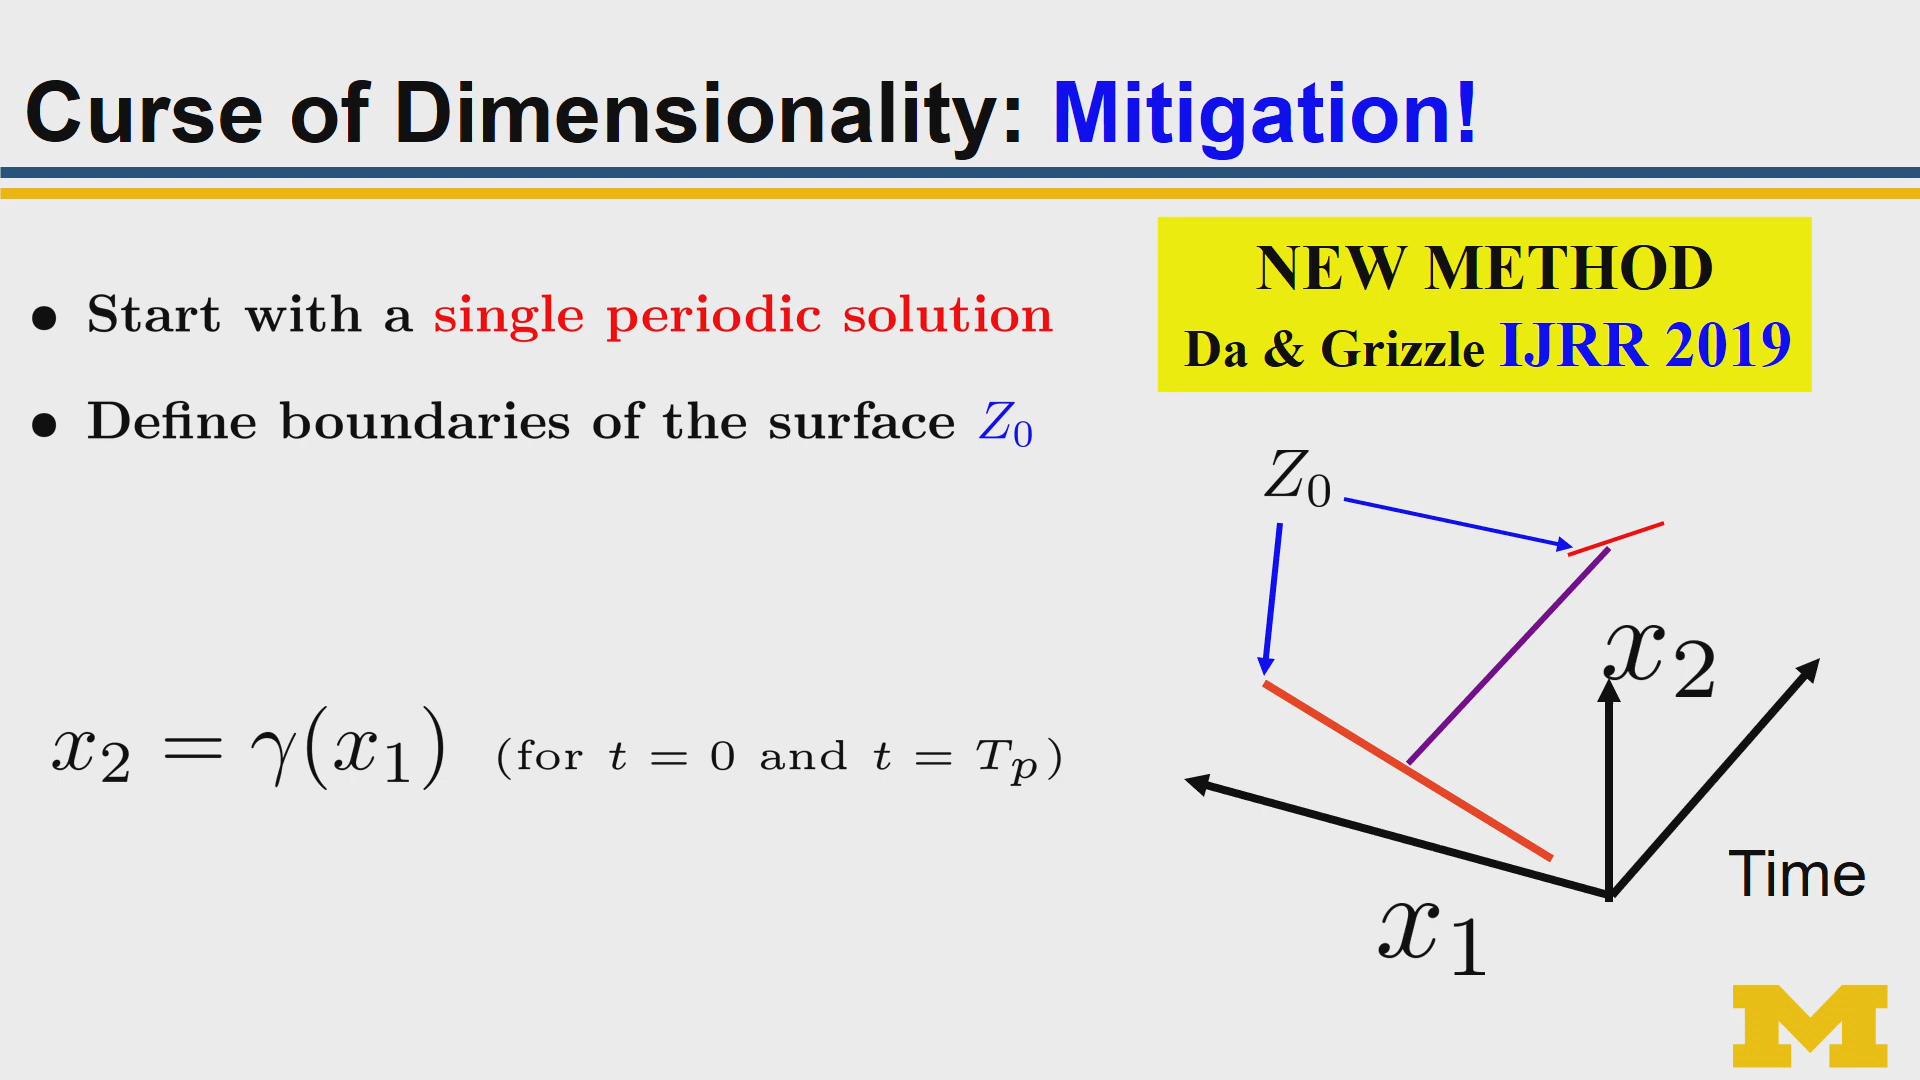 Curse of Dimensionality: Mitigation!
NEW METHOD
Da & Grizzle IJRR 2019
• Start with a single periodic solution
• Define boundaries of the surface Z₀
x₂ = γ(x₁) (for t = 0 and t = Tₚ)
Z₀
x₂
Time
x₁
M